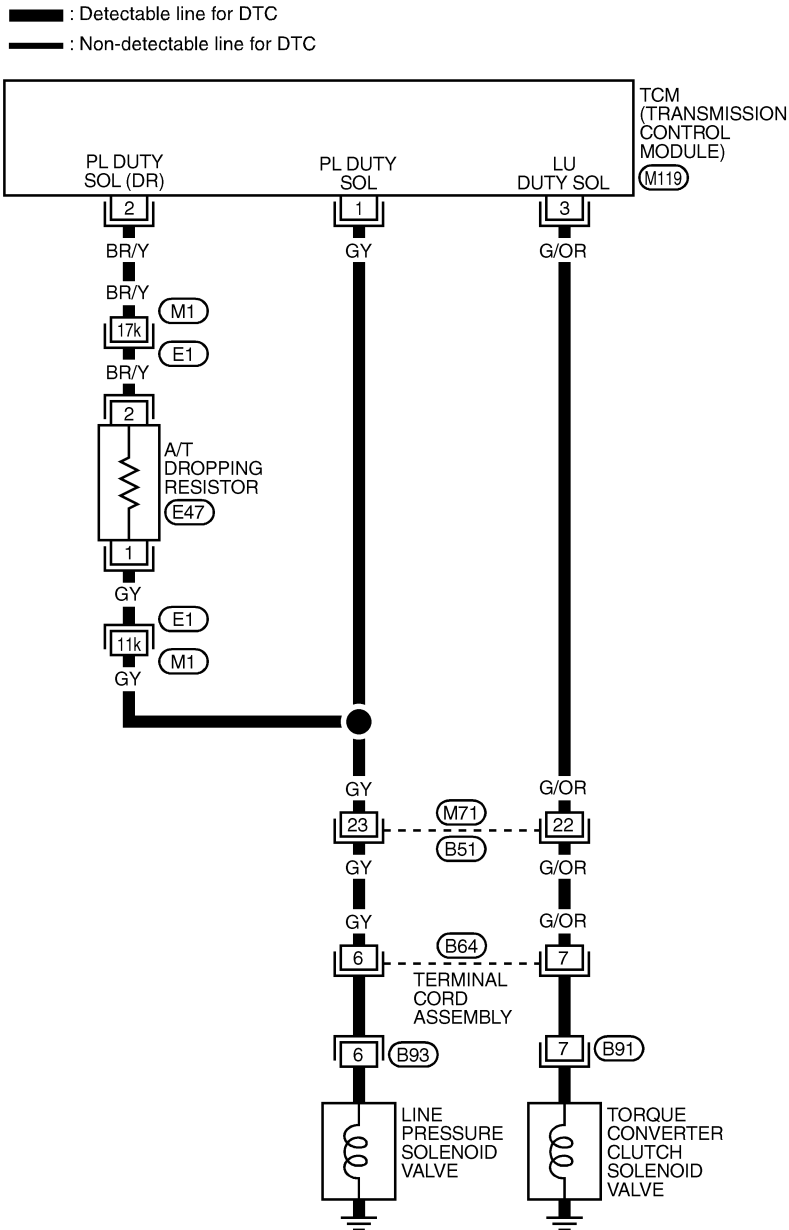 : Detectable line for DTC
: Non-detectable line for DTC
TCM
(TRANSMISSION
CONTROL
MODULE)
M119
PL DUTY
SOL (DR)
PL DUTY
SOL
LU
DUTY SOL
2
1
3
BR/Y
GY
G/OR
BR/Y
M1
17k
E1
BR/Y
2
A/T
DROPPING
RESISTOR
E47
1
GY
E1
11k
M1
GY
GY
G/OR
23
M71
22
B51
GY
G/OR
GY
G/OR
6
B64
7
TERMINAL
CORD
ASSEMBLY
6
B93
7
B91
LINE
PRESSURE
SOLENOID
VALVE
TORQUE
CONVERTER
CLUTCH
SOLENOID
VALVE